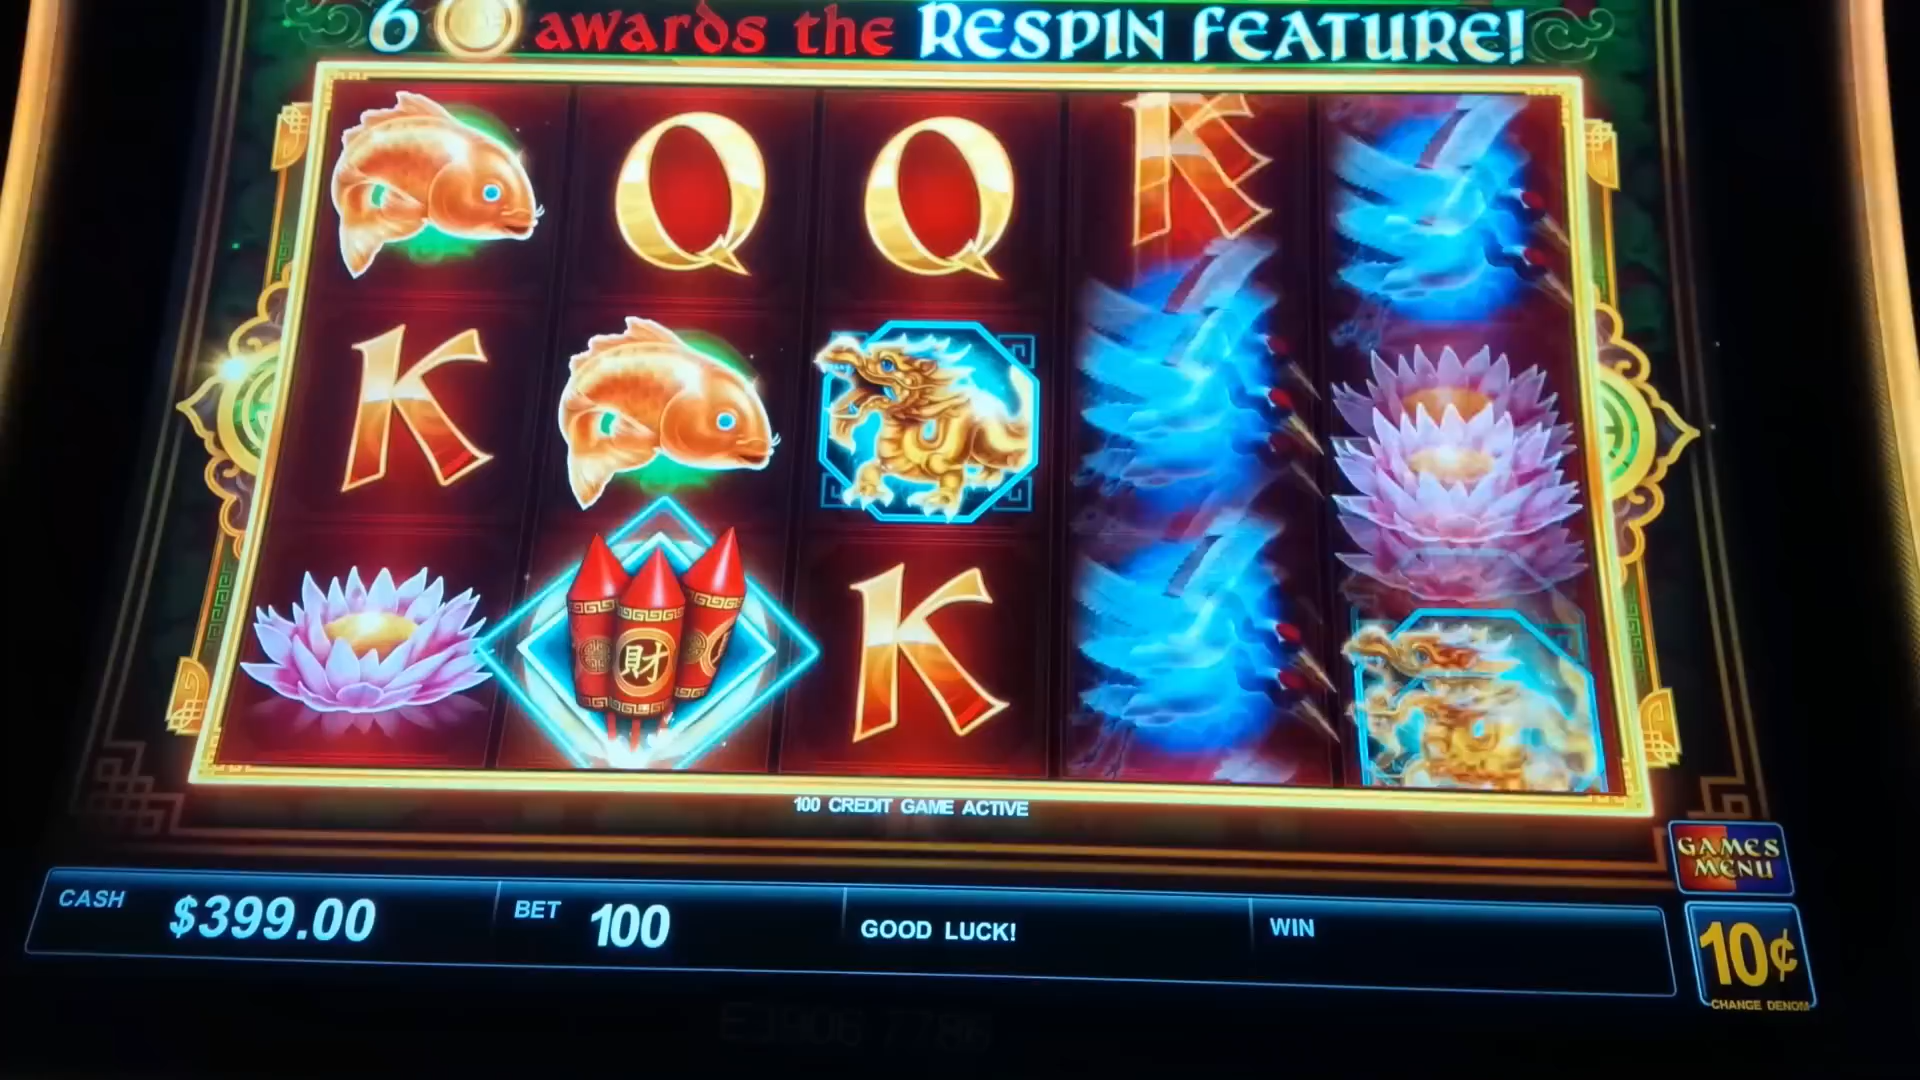 6 awards the RESPIN FEATURE!
Q Q K
K
財
K
100 CREDIT GAME ACTIVE
GAMES
MENU
CASH $399.00 BET 100 GOOD LUCK! WIN
10¢
CHANGE DENOM